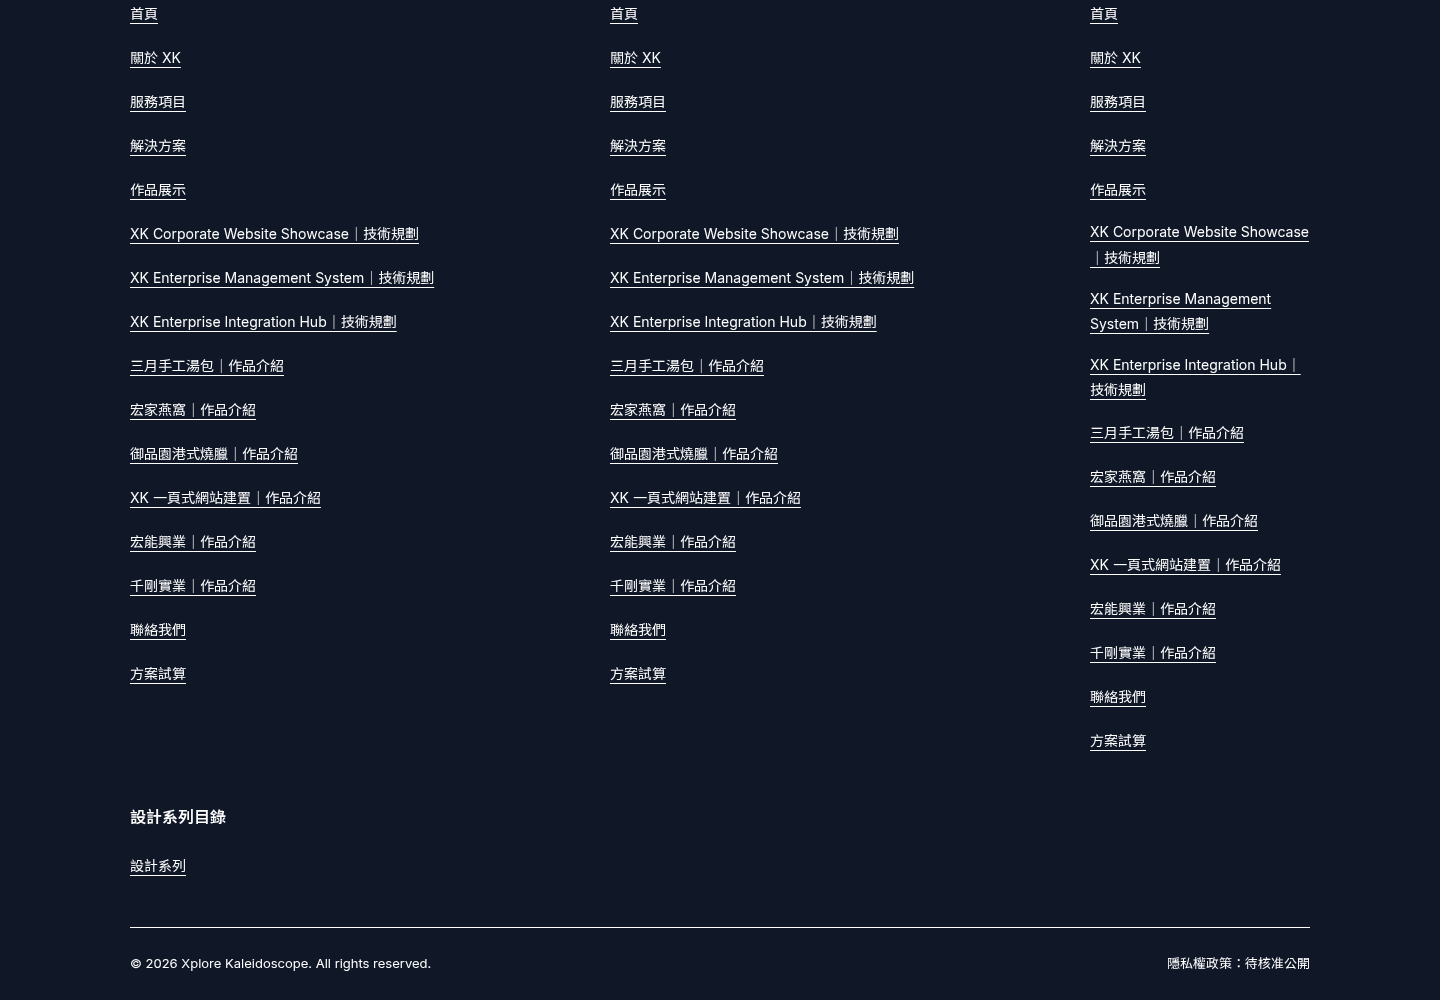 首頁
關於 XK
服務項目
解決方案
作品展示
XK Corporate Website Showcase｜技術規劃
XK Enterprise Management System｜技術規劃
XK Enterprise Integration Hub｜技術規劃
三月手工湯包｜作品介紹
宏家燕窩｜作品介紹
御品園港式燒臘｜作品介紹
XK 一頁式網站建置｜作品介紹
宏能興業｜作品介紹
千剛實業｜作品介紹
聯絡我們
方案試算
首頁
關於 XK
服務項目
解決方案
作品展示
XK Corporate Website Showcase｜技術規劃
XK Enterprise Management System｜技術規劃
XK Enterprise Integration Hub｜技術規劃
三月手工湯包｜作品介紹
宏家燕窩｜作品介紹
御品園港式燒臘｜作品介紹
XK 一頁式網站建置｜作品介紹
宏能興業｜作品介紹
千剛實業｜作品介紹
聯絡我們
方案試算
首頁
關於 XK
服務項目
解決方案
作品展示
XK Corporate Website Showcase
｜技術規劃
XK Enterprise Management
System｜技術規劃
XK Enterprise Integration Hub｜
技術規劃
三月手工湯包｜作品介紹
宏家燕窩｜作品介紹
御品園港式燒臘｜作品介紹
XK 一頁式網站建置｜作品介紹
宏能興業｜作品介紹
千剛實業｜作品介紹
聯絡我們
方案試算
設計系列目錄
設計系列
© 2026 Xplore Kaleidoscope. All rights reserved.
隱私權政策：待核准公開